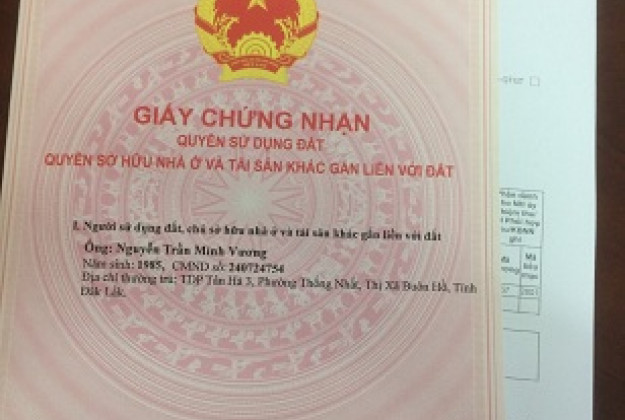 GIẤY CHỨNG NHẬN
QUYỀN SỬ DỤNG ĐẤT
QUYỀN SỞ HỮU NHÀ Ở VÀ TÀI SẢN KHÁC GẮN LIỀN VỚI ĐẤT
I. Người sử dụng đất, chủ sở hữu nhà ở và tài sản khác gắn liền với đất
Ông: Nguyễn Trần Minh Vương
Năm sinh: 1985, CMND số: 240724754
Địa chỉ thường trú: TDP Tân Hà 3, Phường Thống Nhất, Thị Xã Buôn Hồ, Tỉnh
Đắk Lắk.